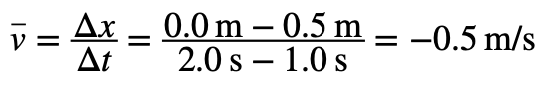 v̄ = Δx/Δt = (0.0 m − 0.5 m)/(2.0 s − 1.0 s) = −0.5 m/s